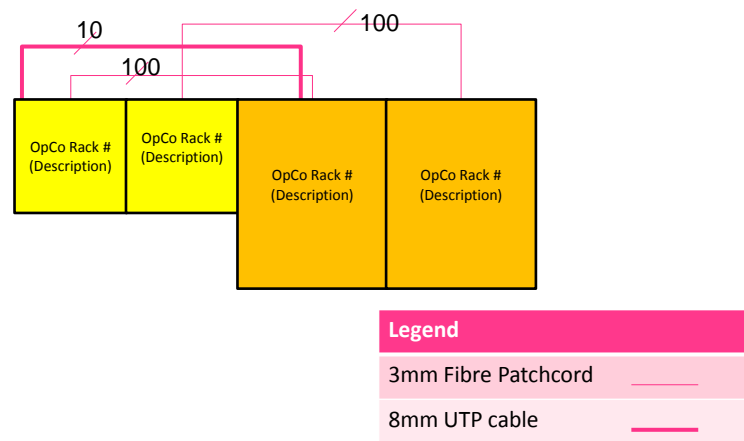 100
10
100
OpCo Rack #
(Description)
OpCo Rack #
(Description)
OpCo Rack #
(Description)
OpCo Rack #
(Description)
Legend
3mm Fibre Patchcord
8mm UTP cable